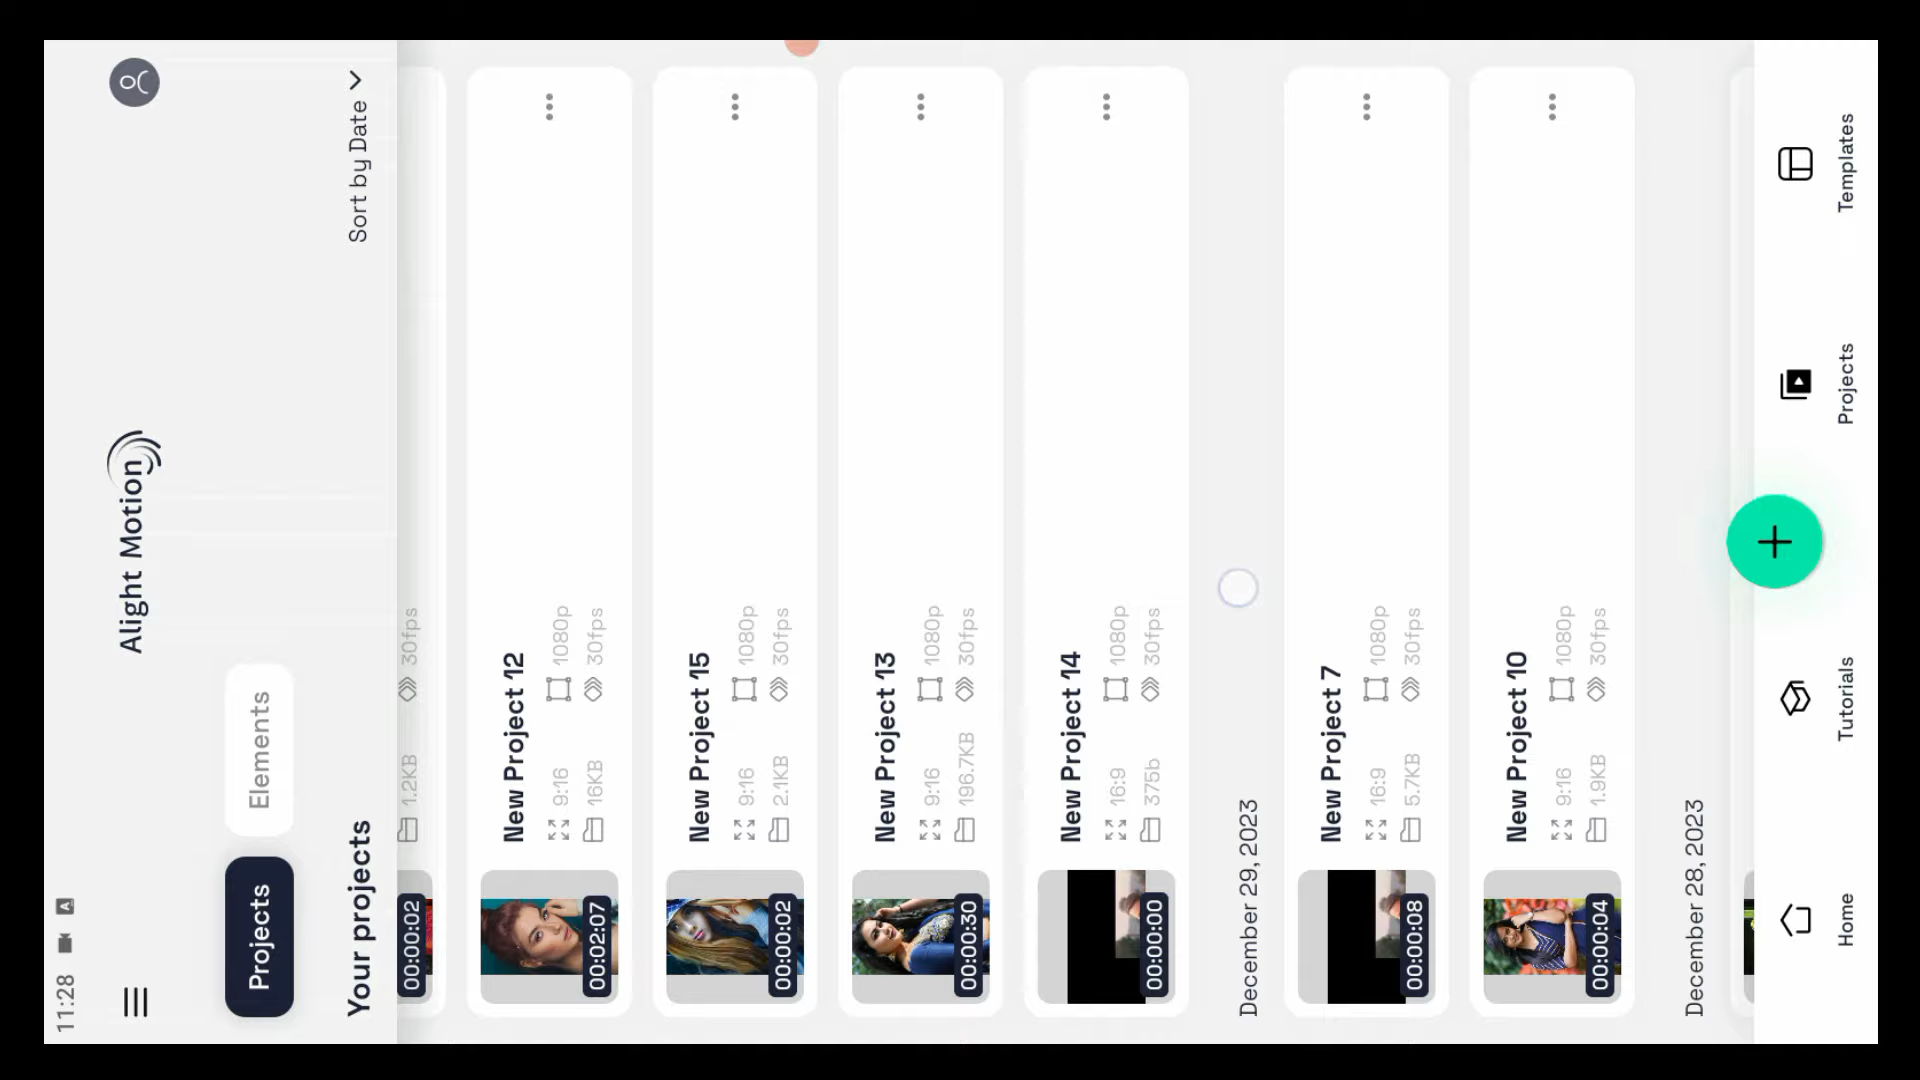 11:28
Alight Motion
Projects
Elements
Your projects
Sort by Date
00:00:02
1.2KB
30fps
New Project 12
9:16
1080p
16KB
30fps
00:02:07
New Project 15
9:16
1080p
2.1KB
30fps
00:00:02
New Project 13
9:16
1080p
196.7KB
30fps
00:00:30
New Project 14
16:9
1080p
375b
30fps
00:00:00
December 29, 2023
New Project 7
16:9
1080p
5.7KB
30fps
00:00:08
New Project 10
9:16
1080p
1.9KB
30fps
00:00:04
December 28, 2023
Home
Tutorials
Projects
Templates